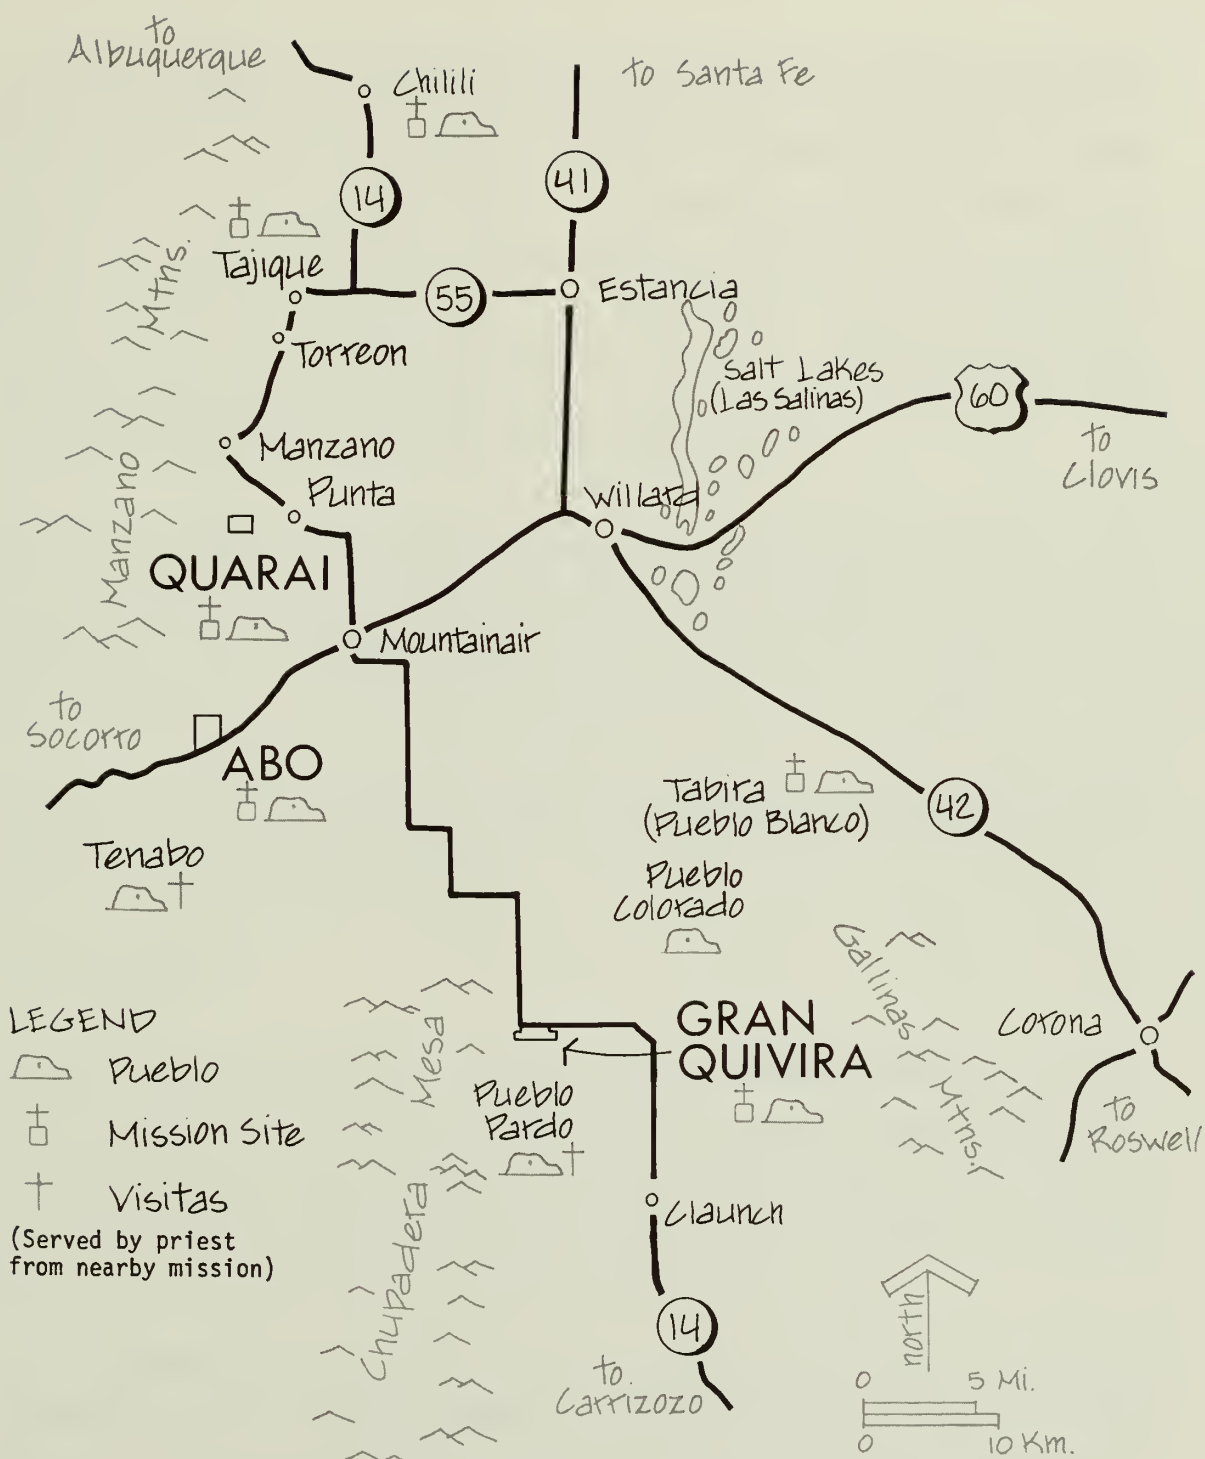 to
Albuquerque
Chilili
to Santa Fe
14
41
Tajique
55
Estancia
Mtns.
Torreon
Salt Lakes
(Las Salinas)
60
to
Clovis
Manzano
Punta
Willard
Manzano
QUARAI
Mountainair
to
Socorro
ABO
Tabira
(Pueblo Blanco)
42
Tenabo
Pueblo
Colorado
Gallinas
Mtns.
LEGEND
Pueblo
Mission Site
Visitas
(Served by priest
from nearby mission)
Mesa
Chupadera
GRAN
QUIVIRA
Corona
Pueblo
Pardo
to
Roswell
Claunch
14
to
Carrizozo
north
0 5 Mi.
0 10 Km.